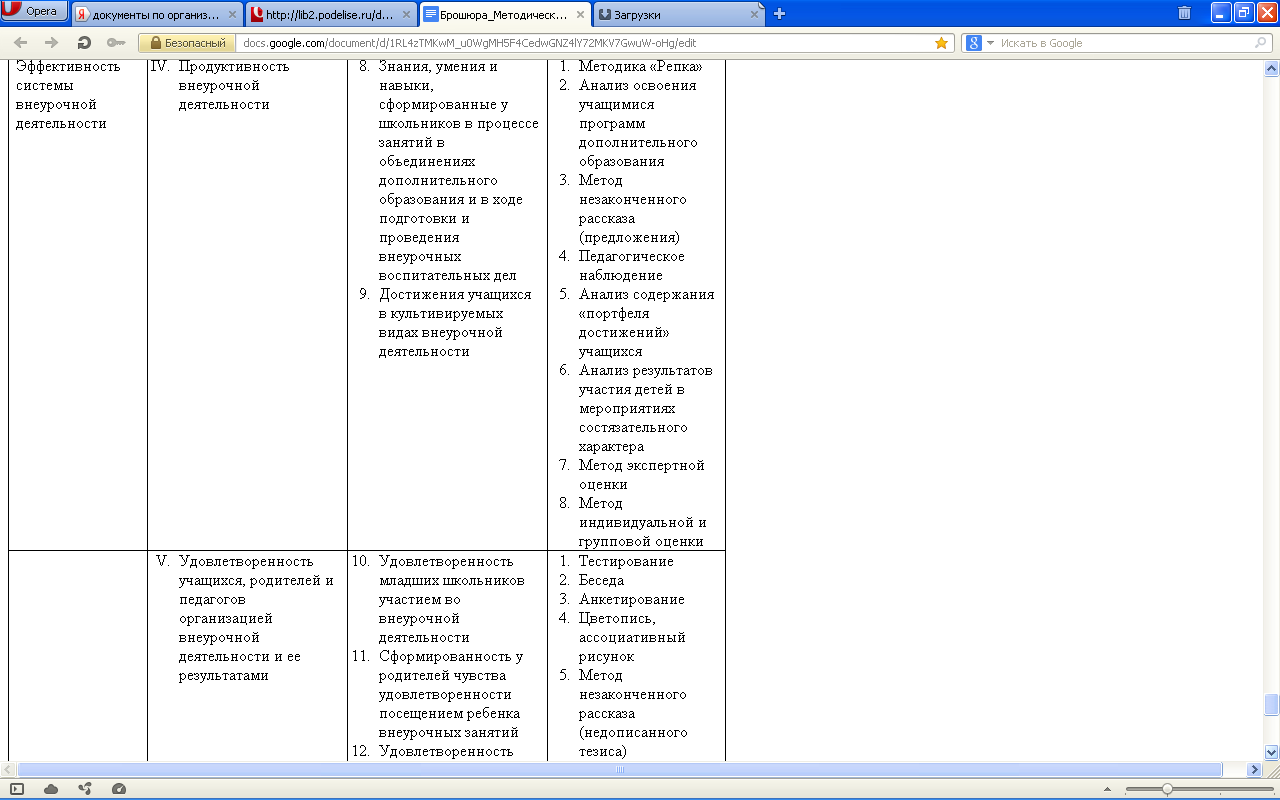 Opera
документы по организ...
http://lib2.podelise.ru/d...
Брошюра_Методическ...
Загрузки
Безопасный
docs.google.com/document/d/1RL4zTMKwM_u0WgMH5F4CedwGNZ4lY72MKV7GwuW-oHg/edit
Искать в Google
Эффективность
системы
внеурочной
деятельности
IV. Продуктивность
внеурочной
деятельности
8. Знания, умения и
навыки,
сформированные у
школьников в процессе
занятий в
объединениях
дополнительного
образования и в ходе
подготовки и
проведения
внеурочных
воспитательных дел
9. Достижения учащихся
в культивируемых
видах внеурочной
деятельности
1. Методика «Репка»
2. Анализ освоения
учащимися
программ
дополнительного
образования
3. Метод
незаконченного
рассказа
(предложения)
4. Педагогическое
наблюдение
5. Анализ содержания
«портфеля
достижений»
учащихся
6. Анализ результатов
участия детей в
мероприятиях
состязательного
характера
7. Метод экспертной
оценки
8. Метод
индивидуальной и
групповой оценки
V. Удовлетворенность
учащихся, родителей и
педагогов
организацией
внеурочной
деятельности и ее
результатами
10. Удовлетворенность
младших школьников
участием во
внеурочной
деятельности
11. Сформированность у
родителей чувства
удовлетворенности
посещением ребенка
внеурочных занятий
12. Удовлетворенность
1. Тестирование
2. Беседа
3. Анкетирование
4. Цветопись,
ассоциативный
рисунок
5. Метод
незаконченного
рассказа
(недописанного
тезиса)